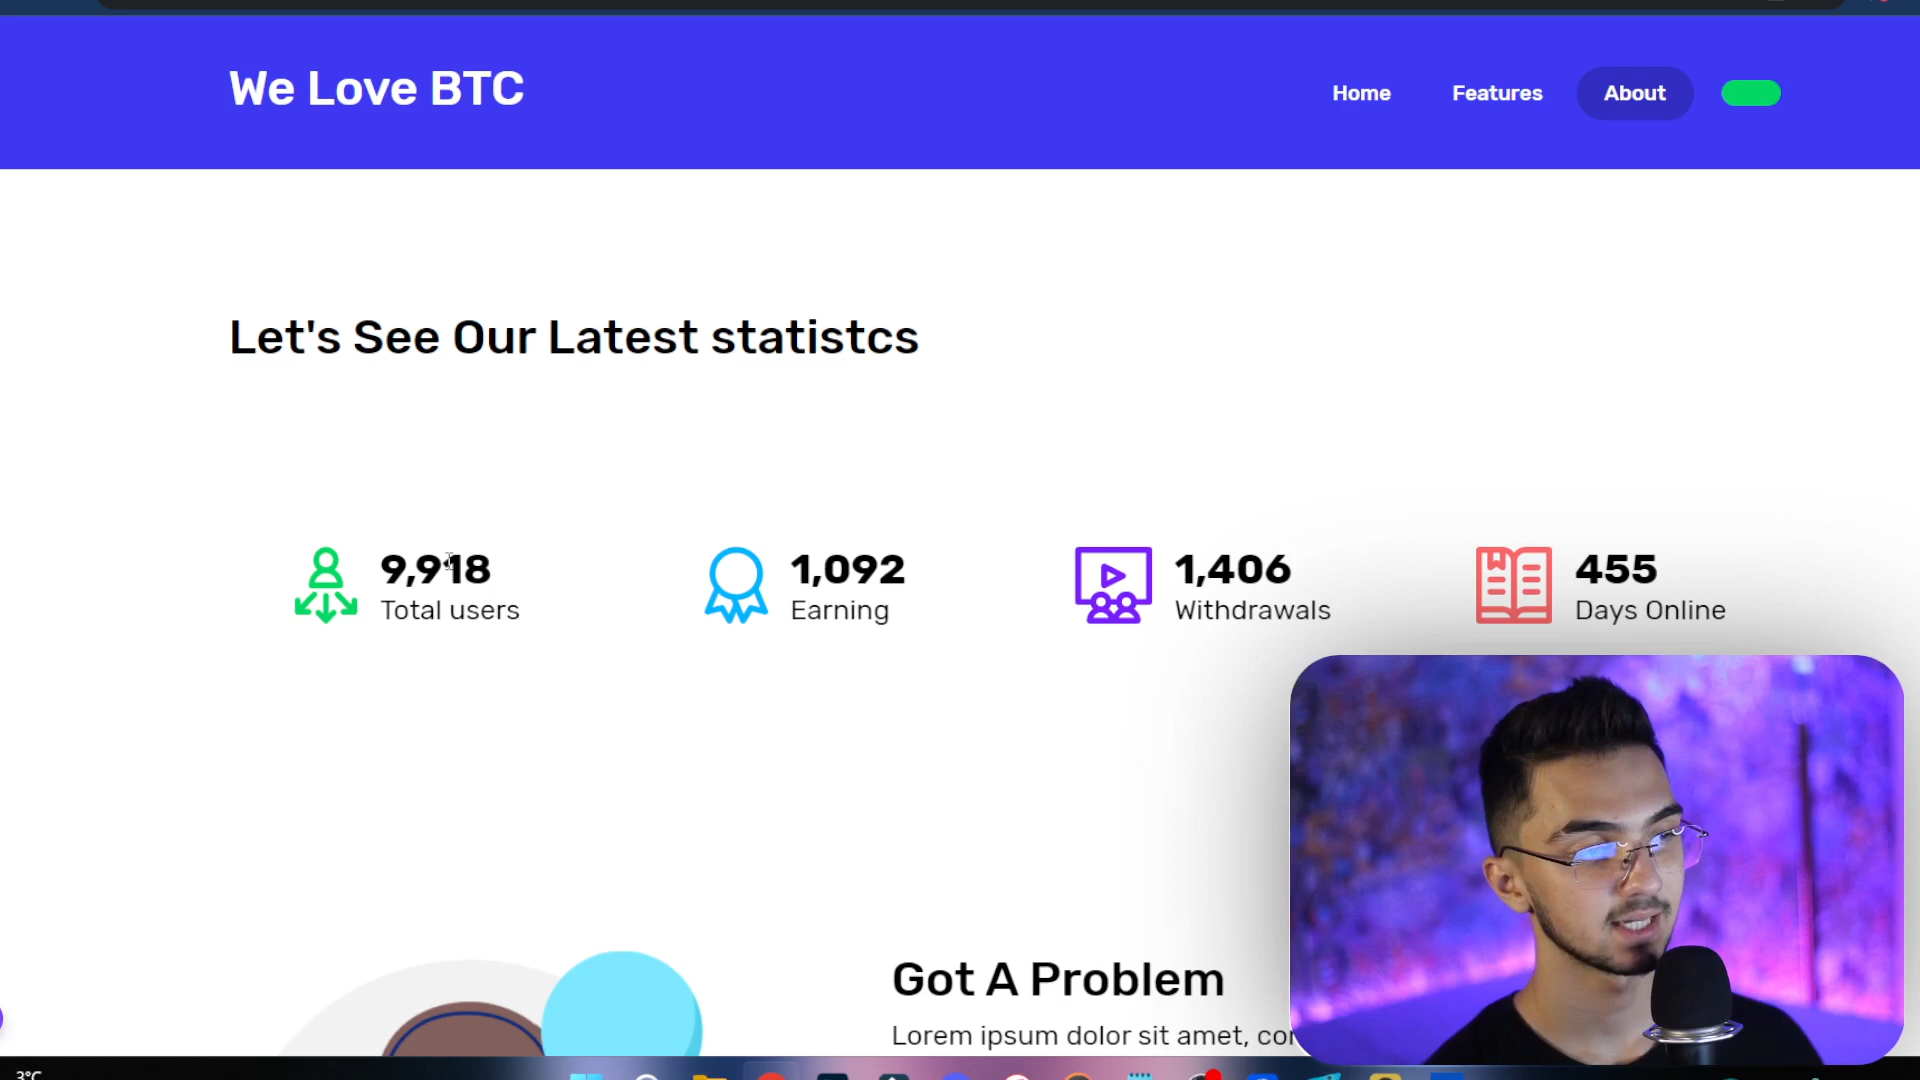 We Love BTC
Home
Features
About
Let's See Our Latest statistcs
9,918
Total users
1,092
Earning
1,406
Withdrawals
455
Days Online
Got A Problem
Lorem ipsum dolor sit amet,
3°C